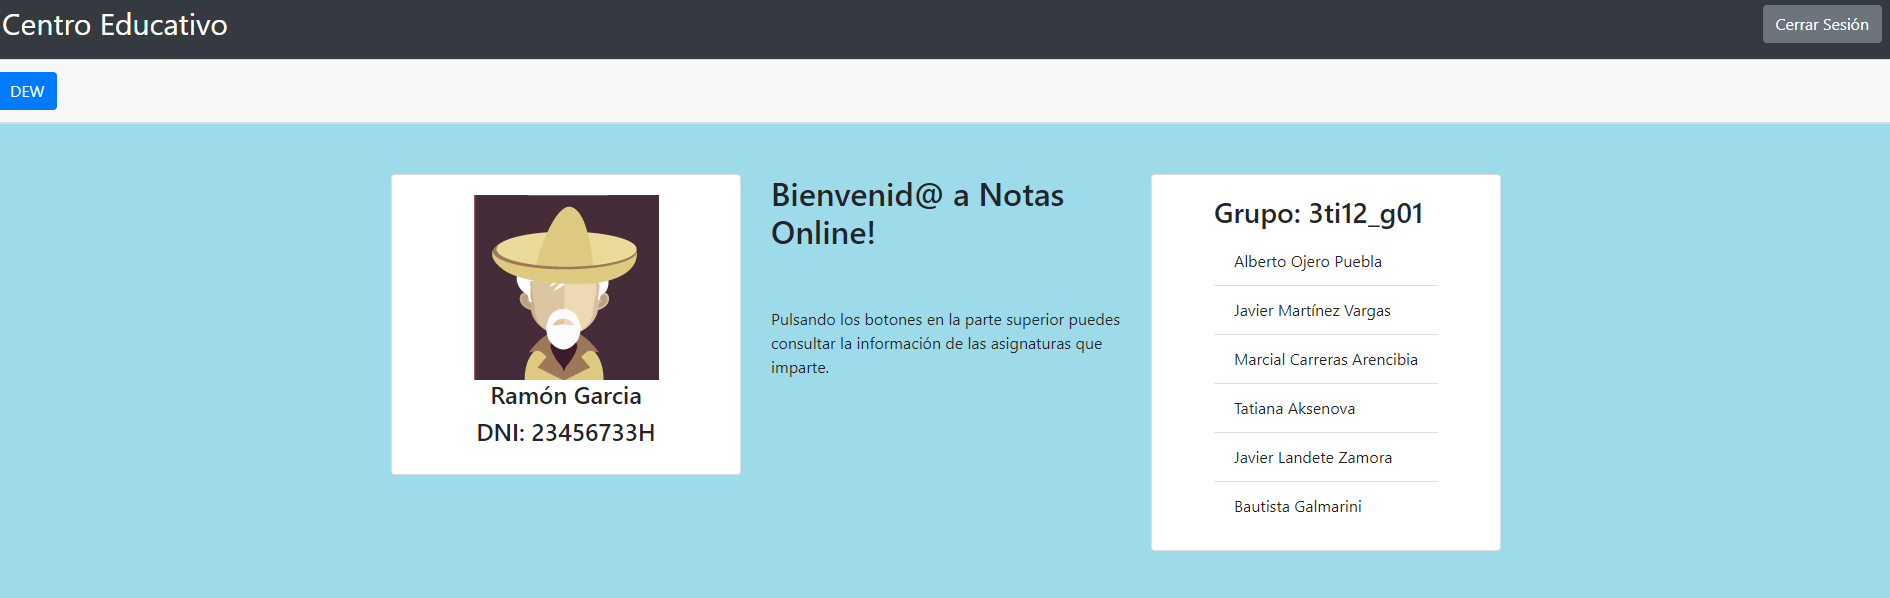 Centro Educativo
Cerrar Sesión
DEW
Ramón Garcia
DNI: 23456733H
Bienvenid@ a Notas
Online!
Pulsando los botones en la parte superior puedes
consultar la información de las asignaturas que
imparte.
Grupo: 3ti12_g01
Alberto Ojero Puebla
Javier Martínez Vargas
Marcial Carreras Arencibia
Tatiana Aksenova
Javier Landete Zamora
Bautista Galmarini